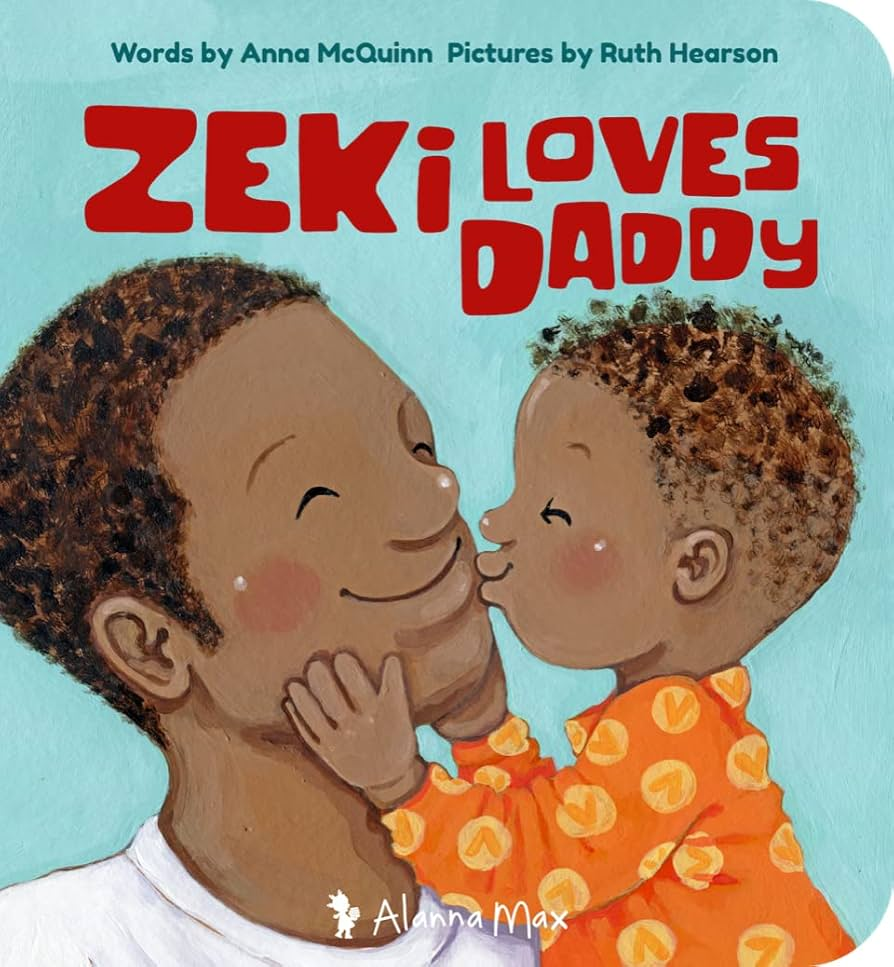 Words by Anna McQuinn Pictures by Ruth Hearson
ZEKi LOVES
DADDY
Alanna Max